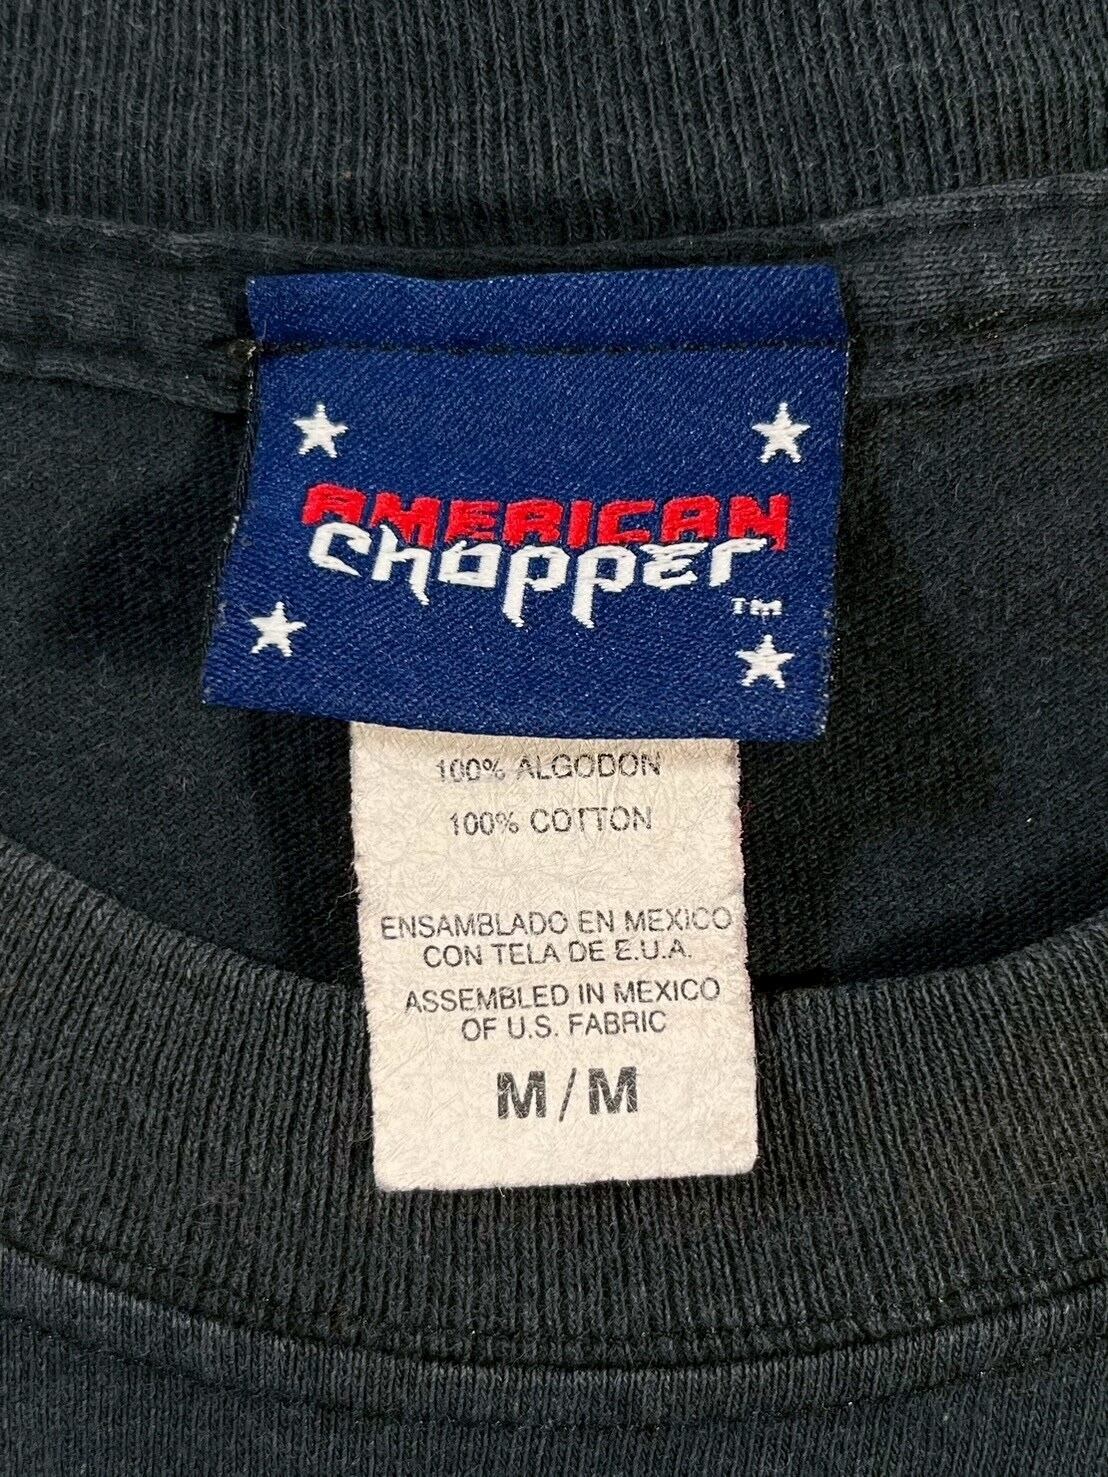 AMERICAN
Chopper
™
100% ALGODON
100% COTTON
ENSAMBLADO EN MEXICO
CON TELA DE E.U.A.
ASSEMBLED IN MEXICO
OF U.S. FABRIC
M / M